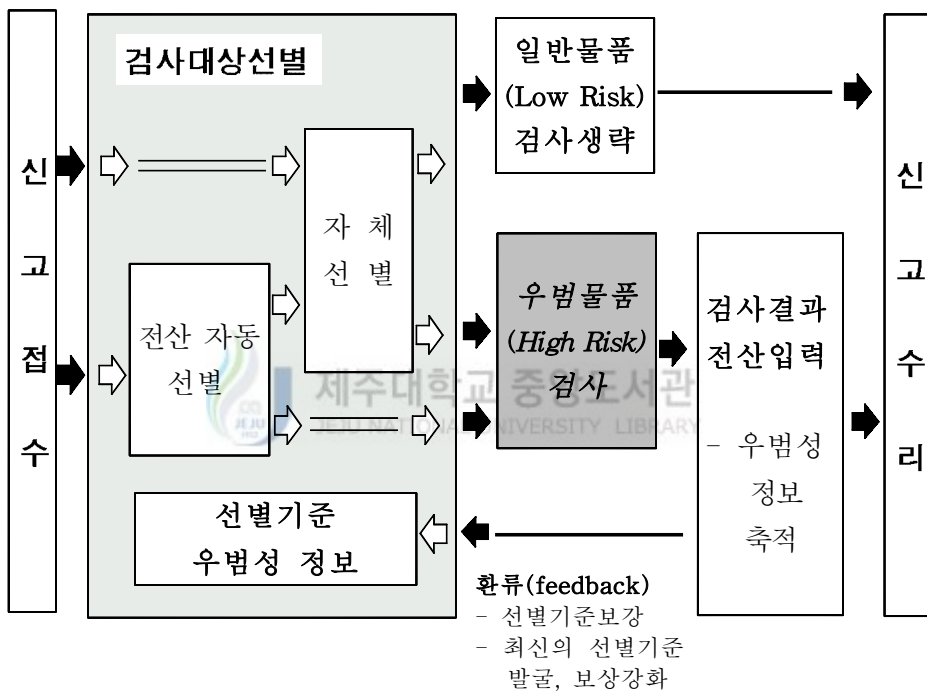 신고접수
검사대상선별
전산 자동
선별
자 체
선 별
선별기준
우범성 정보
일반물품
(Low Risk)
검사생략
우범물품
(High Risk)
검사
검사결과
전산입력
- 우범성
정보
축적
환류(feedback)
- 선별기준보강
- 최신의 선별기준
발굴, 보상강화
신고수리
제주대학교 중앙도서관
JEJU NATIONAL UNIVERSITY LIBRARY
JEJU